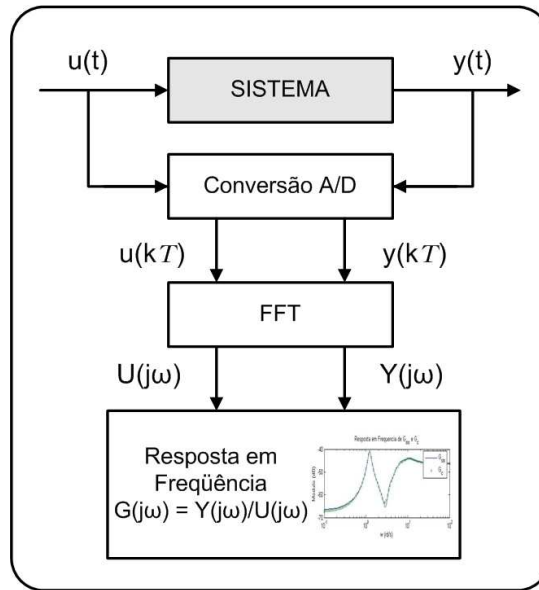 u(t)
SISTEMA
y(t)
Conversão A/D
u(kT)
y(kT)
FFT
U(jω)
Y(jω)
Resposta em
Freqüência
G(jω) = Y(jω)/U(jω)